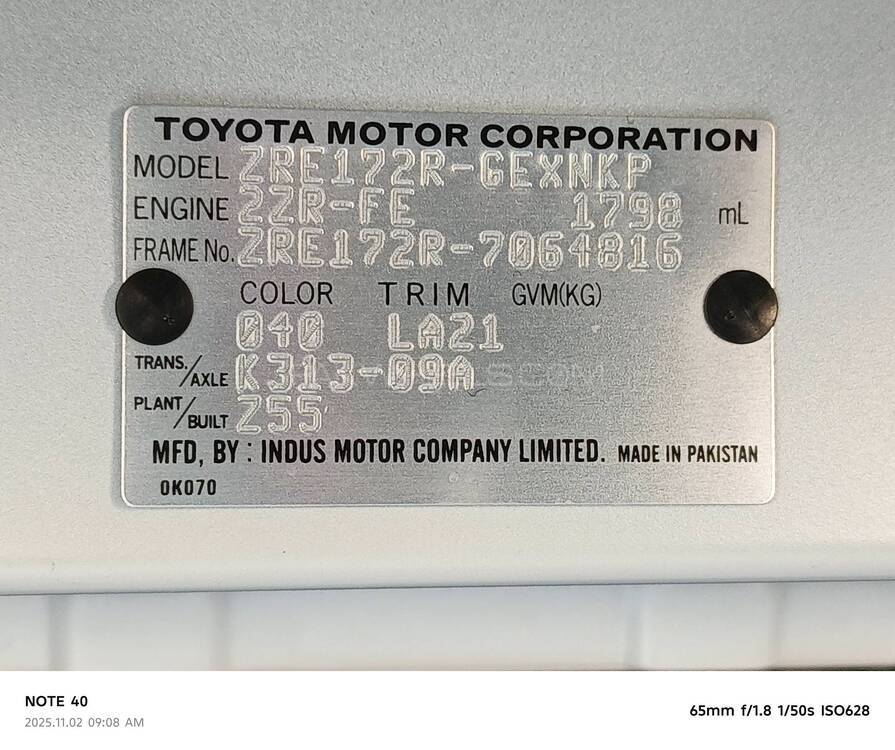 TOYOTA MOTOR CORPORATION
MODEL ZRE172R-GEXNKP
ENGINE 2ZR-FE 1798 mL
FRAME No. ZRE172R-7064816
COLOR TRIM GVM(KG)
040 LA21
TRANS./AXLE K313-09A
PLANT/BUILT Z55
MFD, BY : INDUS MOTOR COMPANY LIMITED. MADE IN PAKISTAN
0K070
NOTE 40
2025.11.02 09:08 AM
65mm f/1.8 1/50s ISO628